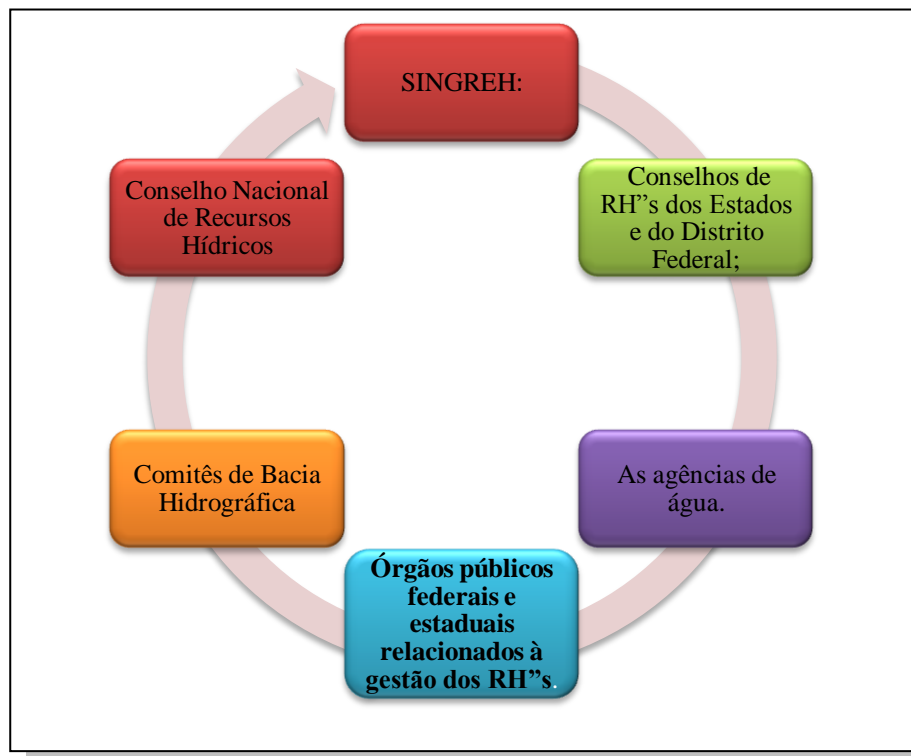 SINGREH:
Conselhos de
RH”s dos Estados
e do Distrito
Federal;
As agências de
água.
Órgãos públicos
federais e
estaduais
relacionados à
gestão dos RH”s.
Comitês de Bacia
Hidrográfica
Conselho Nacional
de Recursos
Hídricos